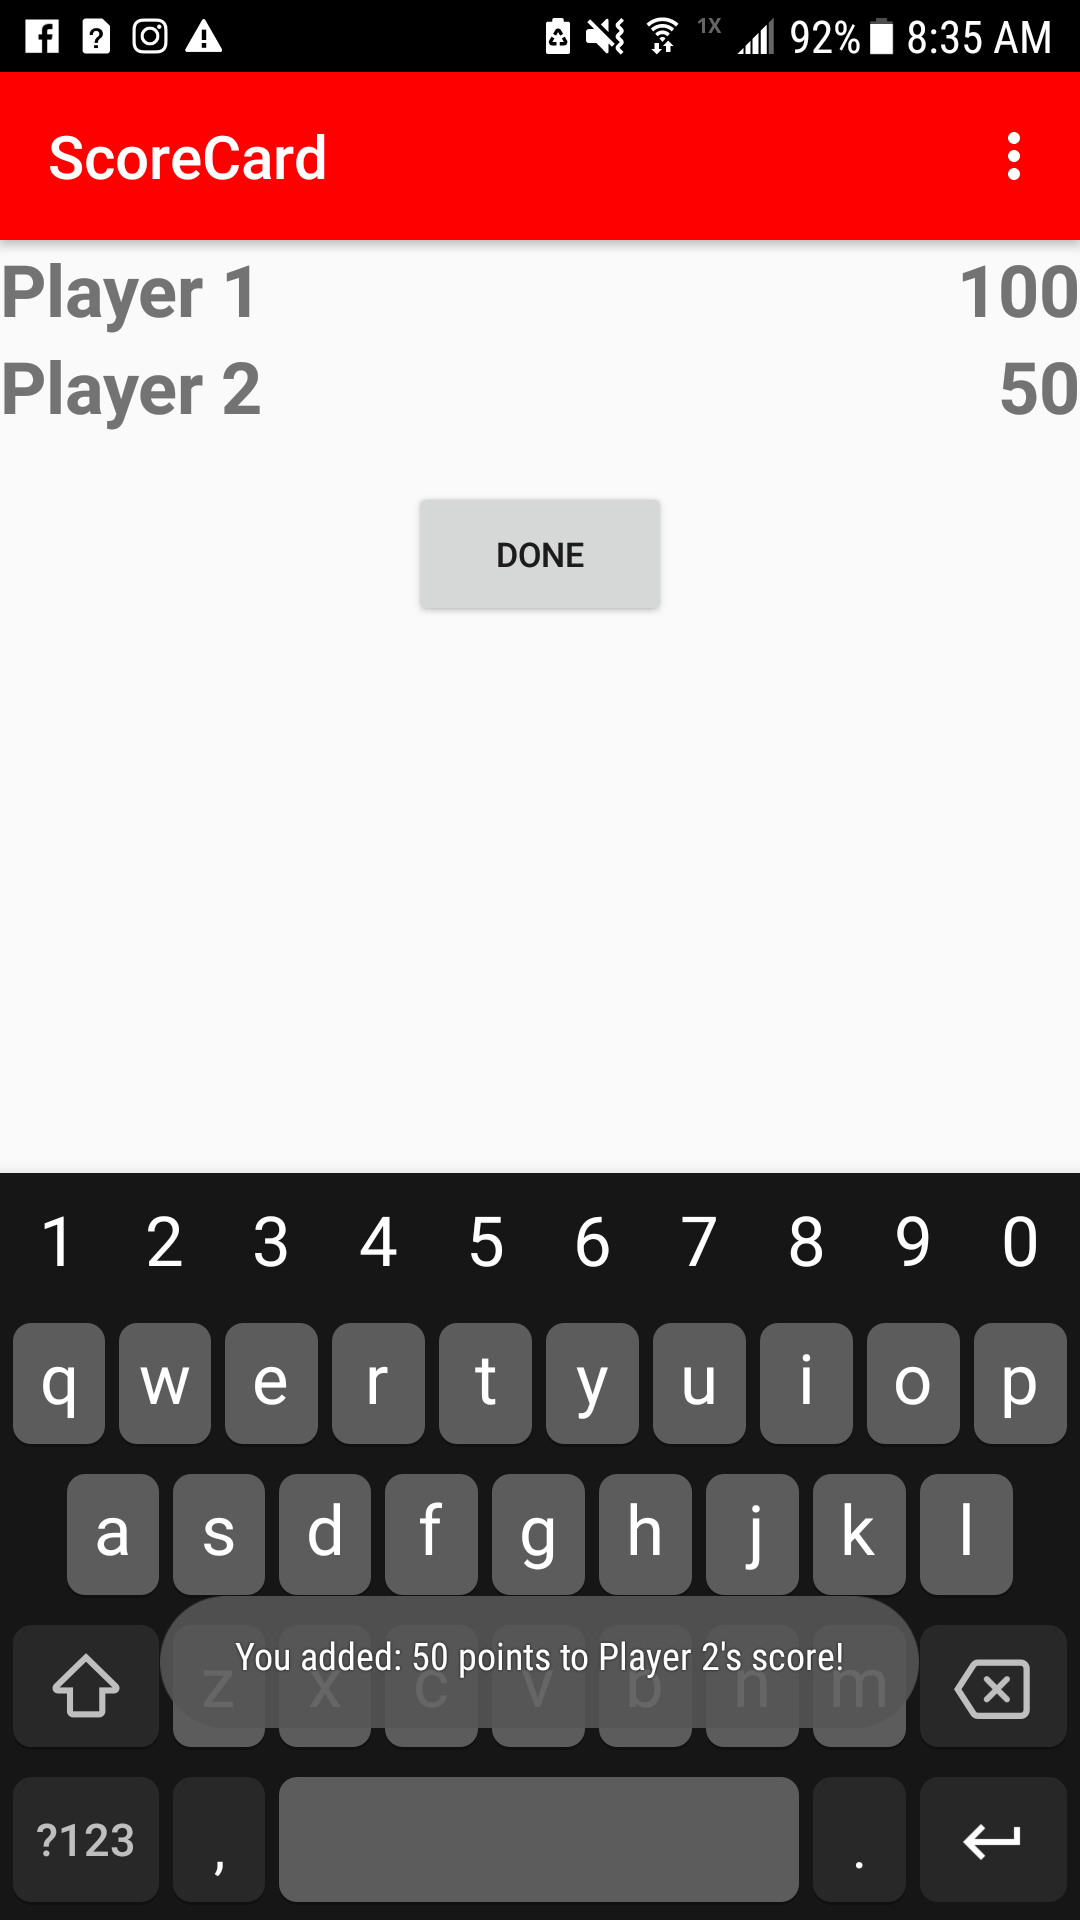 1X 92% 8:35 AM
ScoreCard
Player 1 100
Player 2 50
DONE
1 2 3 4 5 6 7 8 9 0
q w e r t y u i o p
a s d f g h j k l
You added: 50 points to Player 2's score!
z x c v b n m
?123 , .